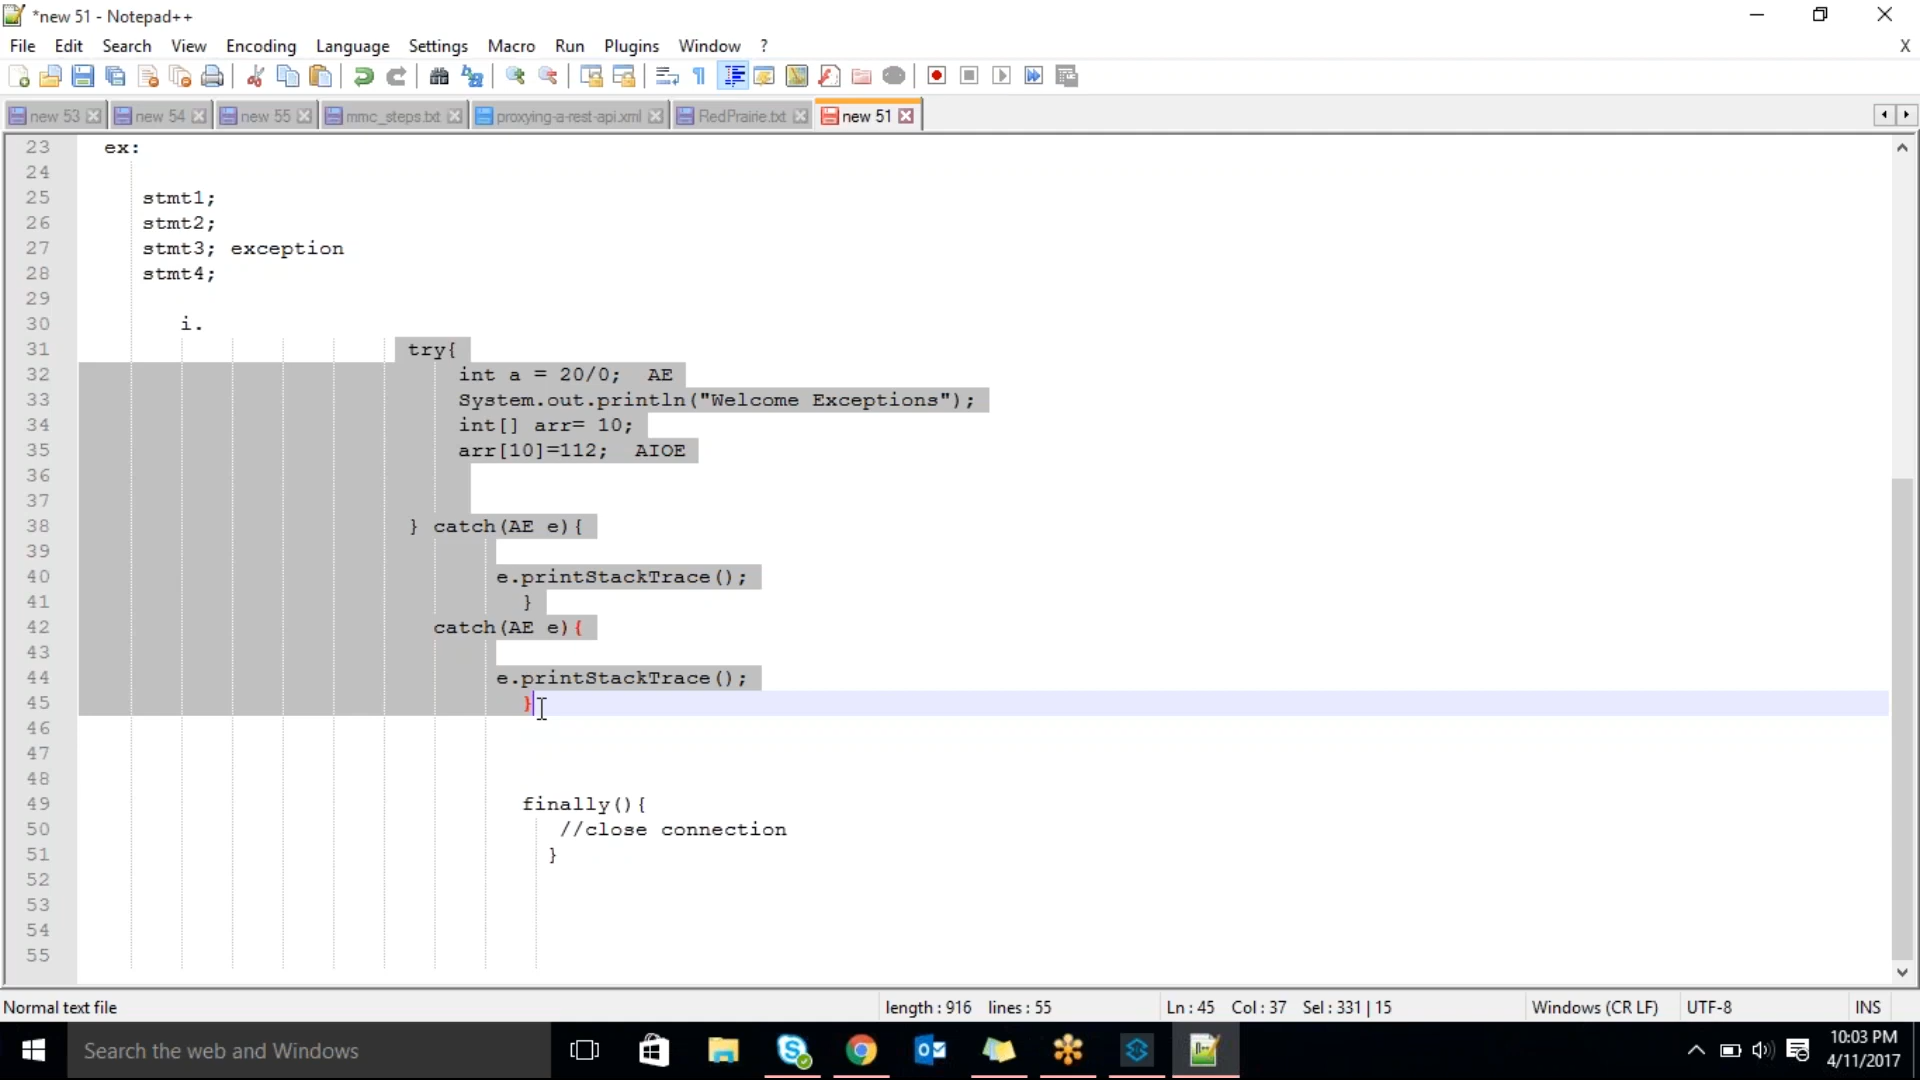 *new 51 - Notepad++
File Edit Search View Encoding Language Settings Macro Run Plugins Window ?
X
new 53 new 54 new 55 mmc_steps.txt proxying-a-rest-api.xml RedPrairie.txt new 51
23 ex:
24
25 stmt1;
26 stmt2;
27 stmt3; exception
28 stmt4;
29
30 i.
31 try{
32 int a = 20/0; AE
33 System.out.println("Welcome Exceptions");
34 int[] arr= 10;
35 arr[10]=112; AIOE
36
37
38 } catch(AE e){
39
40 e.printStackTrace();
41 }
42 catch(AE e){
43
44 e.printStackTrace();
45 }
46
47
48
49 finally(){
50 //close connection
51 }
52
53
54
55
Normal text file length : 916 lines : 55 Ln : 45 Col : 37 Sel : 331 | 15 Windows (CR LF) UTF-8 INS
Search the web and Windows
10:03 PM
4/11/2017